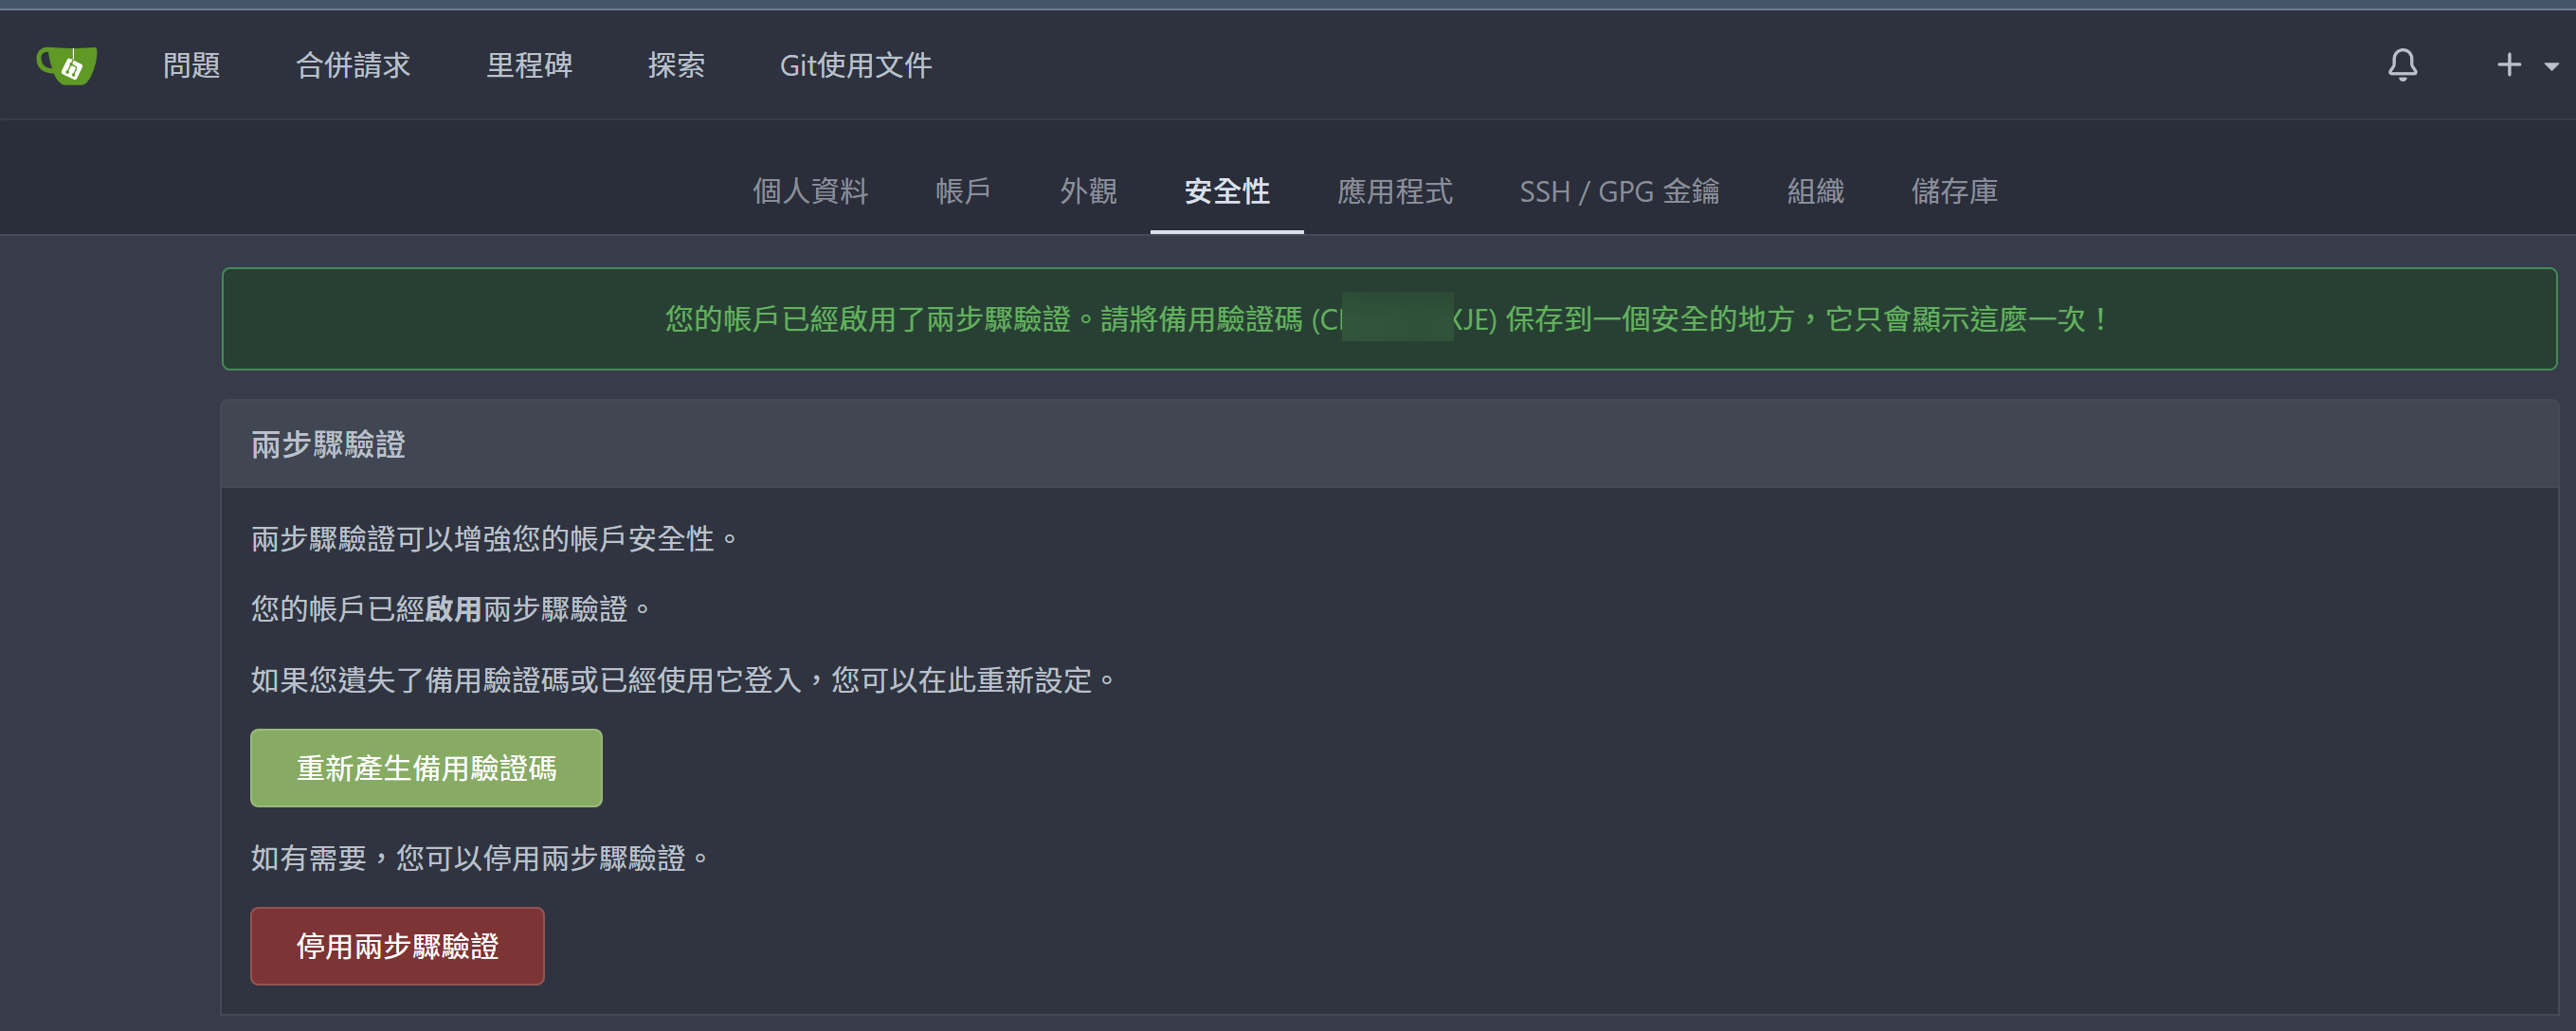 問題 合併請求 里程碑 探索 Git使用文件
個人資料 帳戶 外觀 安全性 應用程式 SSH / GPG 金鑰 組織 儲存庫
您的帳戶已經啟用了兩步驟驗證。請將備用驗證碼 (C XJE) 保存到一個安全的地方，它只會顯示這麼一次！
兩步驟驗證
兩步驟驗證可以增強您的帳戶安全性。
您的帳戶已經啟用兩步驟驗證。
如果您遺失了備用驗證碼或已經使用它登入，您可以在此重新設定。
重新產生備用驗證碼
如有需要，您可以停用兩步驟驗證。
停用兩步驟驗證